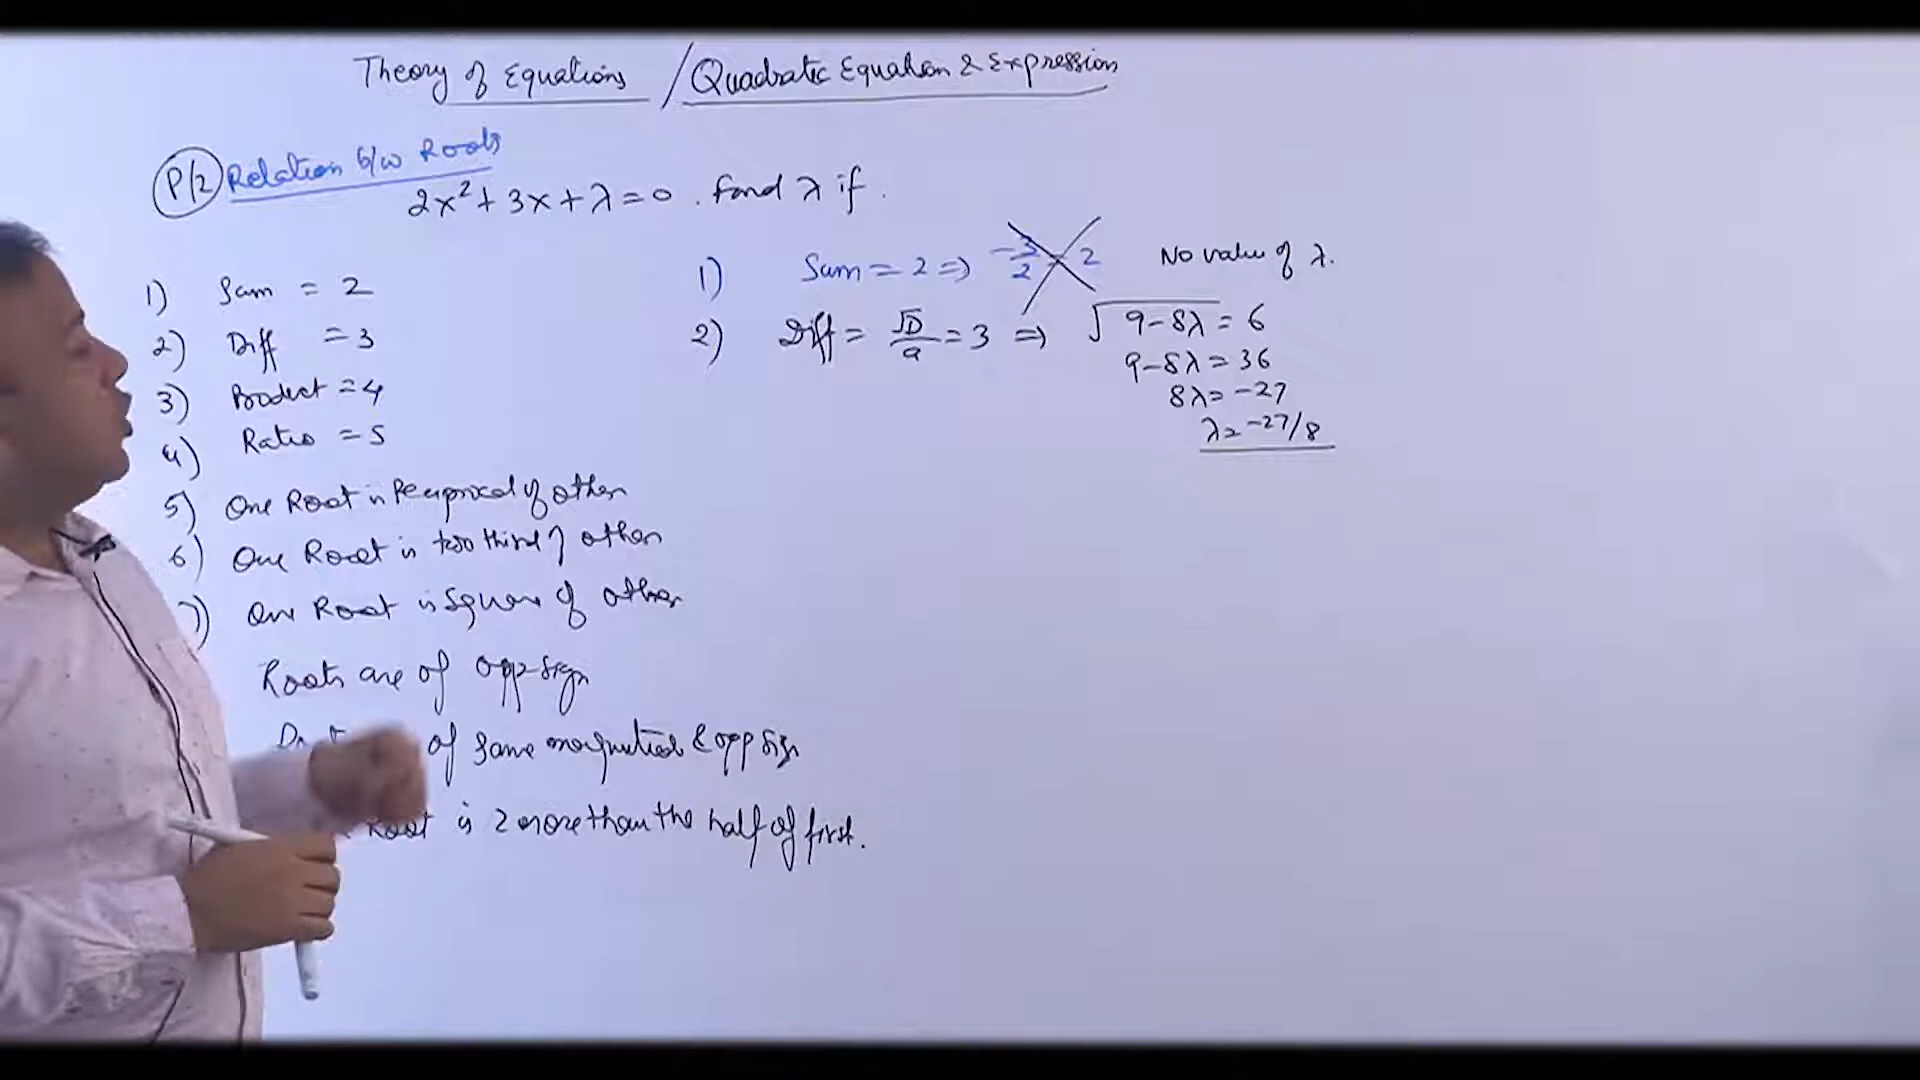 Theory of Equations / Quadratic Equation & Expression
P/2 Relation b/w Roots
2x² + 3x + λ = 0 . Find λ if .
1) Sum = 2
2) Diff = 3
3) Product = 4
4) Ratio = 5
5) One Root is Reciprocal of other
6) One Root is two third of other
7) One Root is Square of other
Roots are of opp sign
of same magnitude & opp sign
Root is 2 more than the half of first.
1) Sum = 2 ⇒ -3/2 = 2 No value of λ.
2) Diff = √D/a = 3 ⇒ √9-8λ = 6
9-8λ = 36
8λ = -27
λ = -27/8